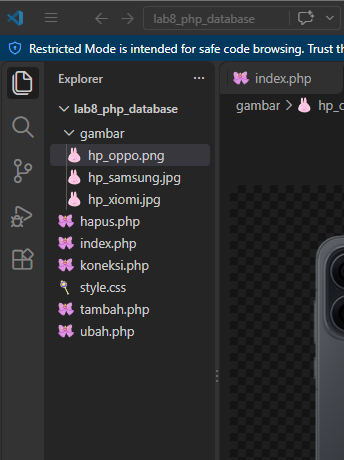 lab8_php_database
Restricted Mode is intended for safe code browsing. Trust th
Explorer
index.php
lab8_php_database
gambar
hp_o
gambar
hp_oppo.png
hp_samsung.jpg
hp_xiomi.jpg
hapus.php
index.php
koneksi.php
style.css
tambah.php
ubah.php